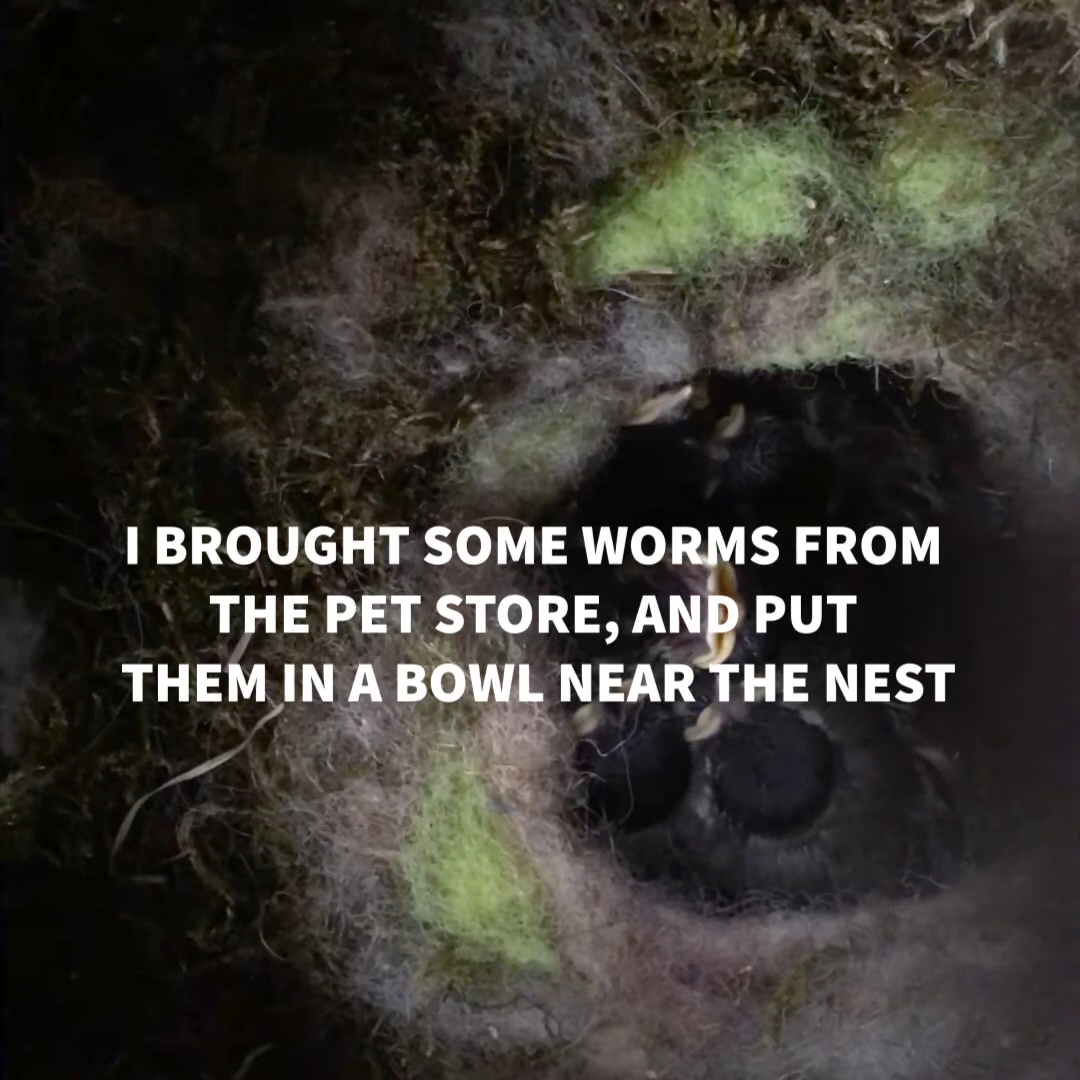 I BROUGHT SOME WORMS FROM
THE PET STORE, AND PUT
THEM IN A BOWL NEAR THE NEST